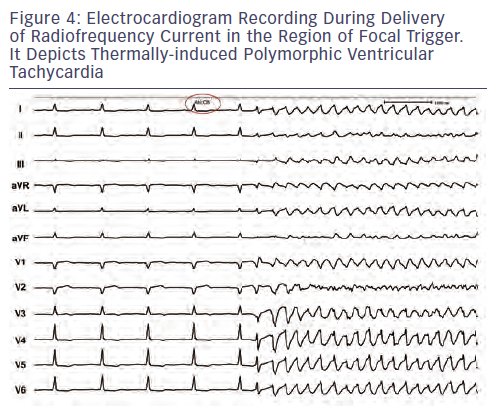 Figure 4: Electrocardiogram Recording During Delivery
of Radiofrequency Current in the Region of Focal Trigger.
It Depicts Thermally-induced Polymorphic Ventricular
Tachycardia
I
II
III
aVR
aVL
aVF
V1
V2
V3
V4
V5
V6